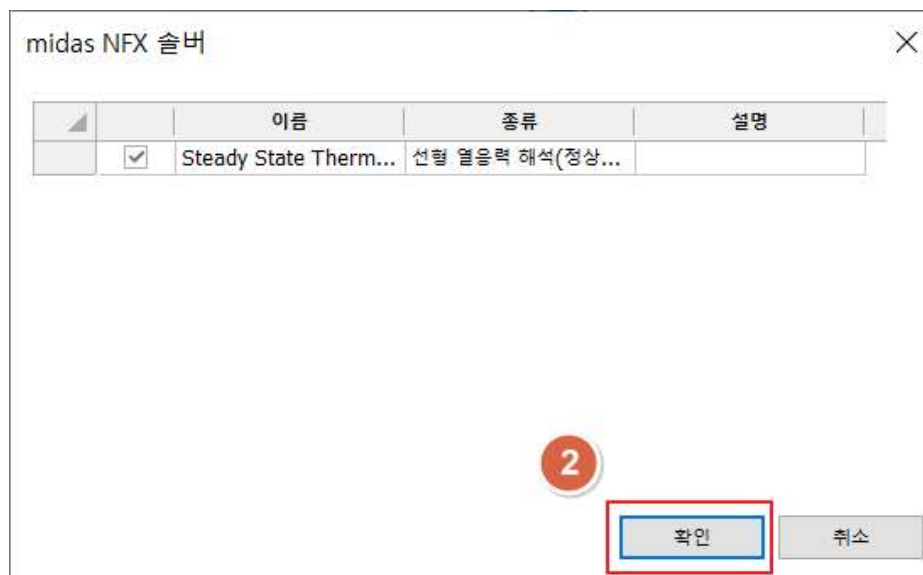 midas NFX 솔버
이름 종류 설명
Steady State Therm... 선형 열응력 해석(정상...
2
확인 취소